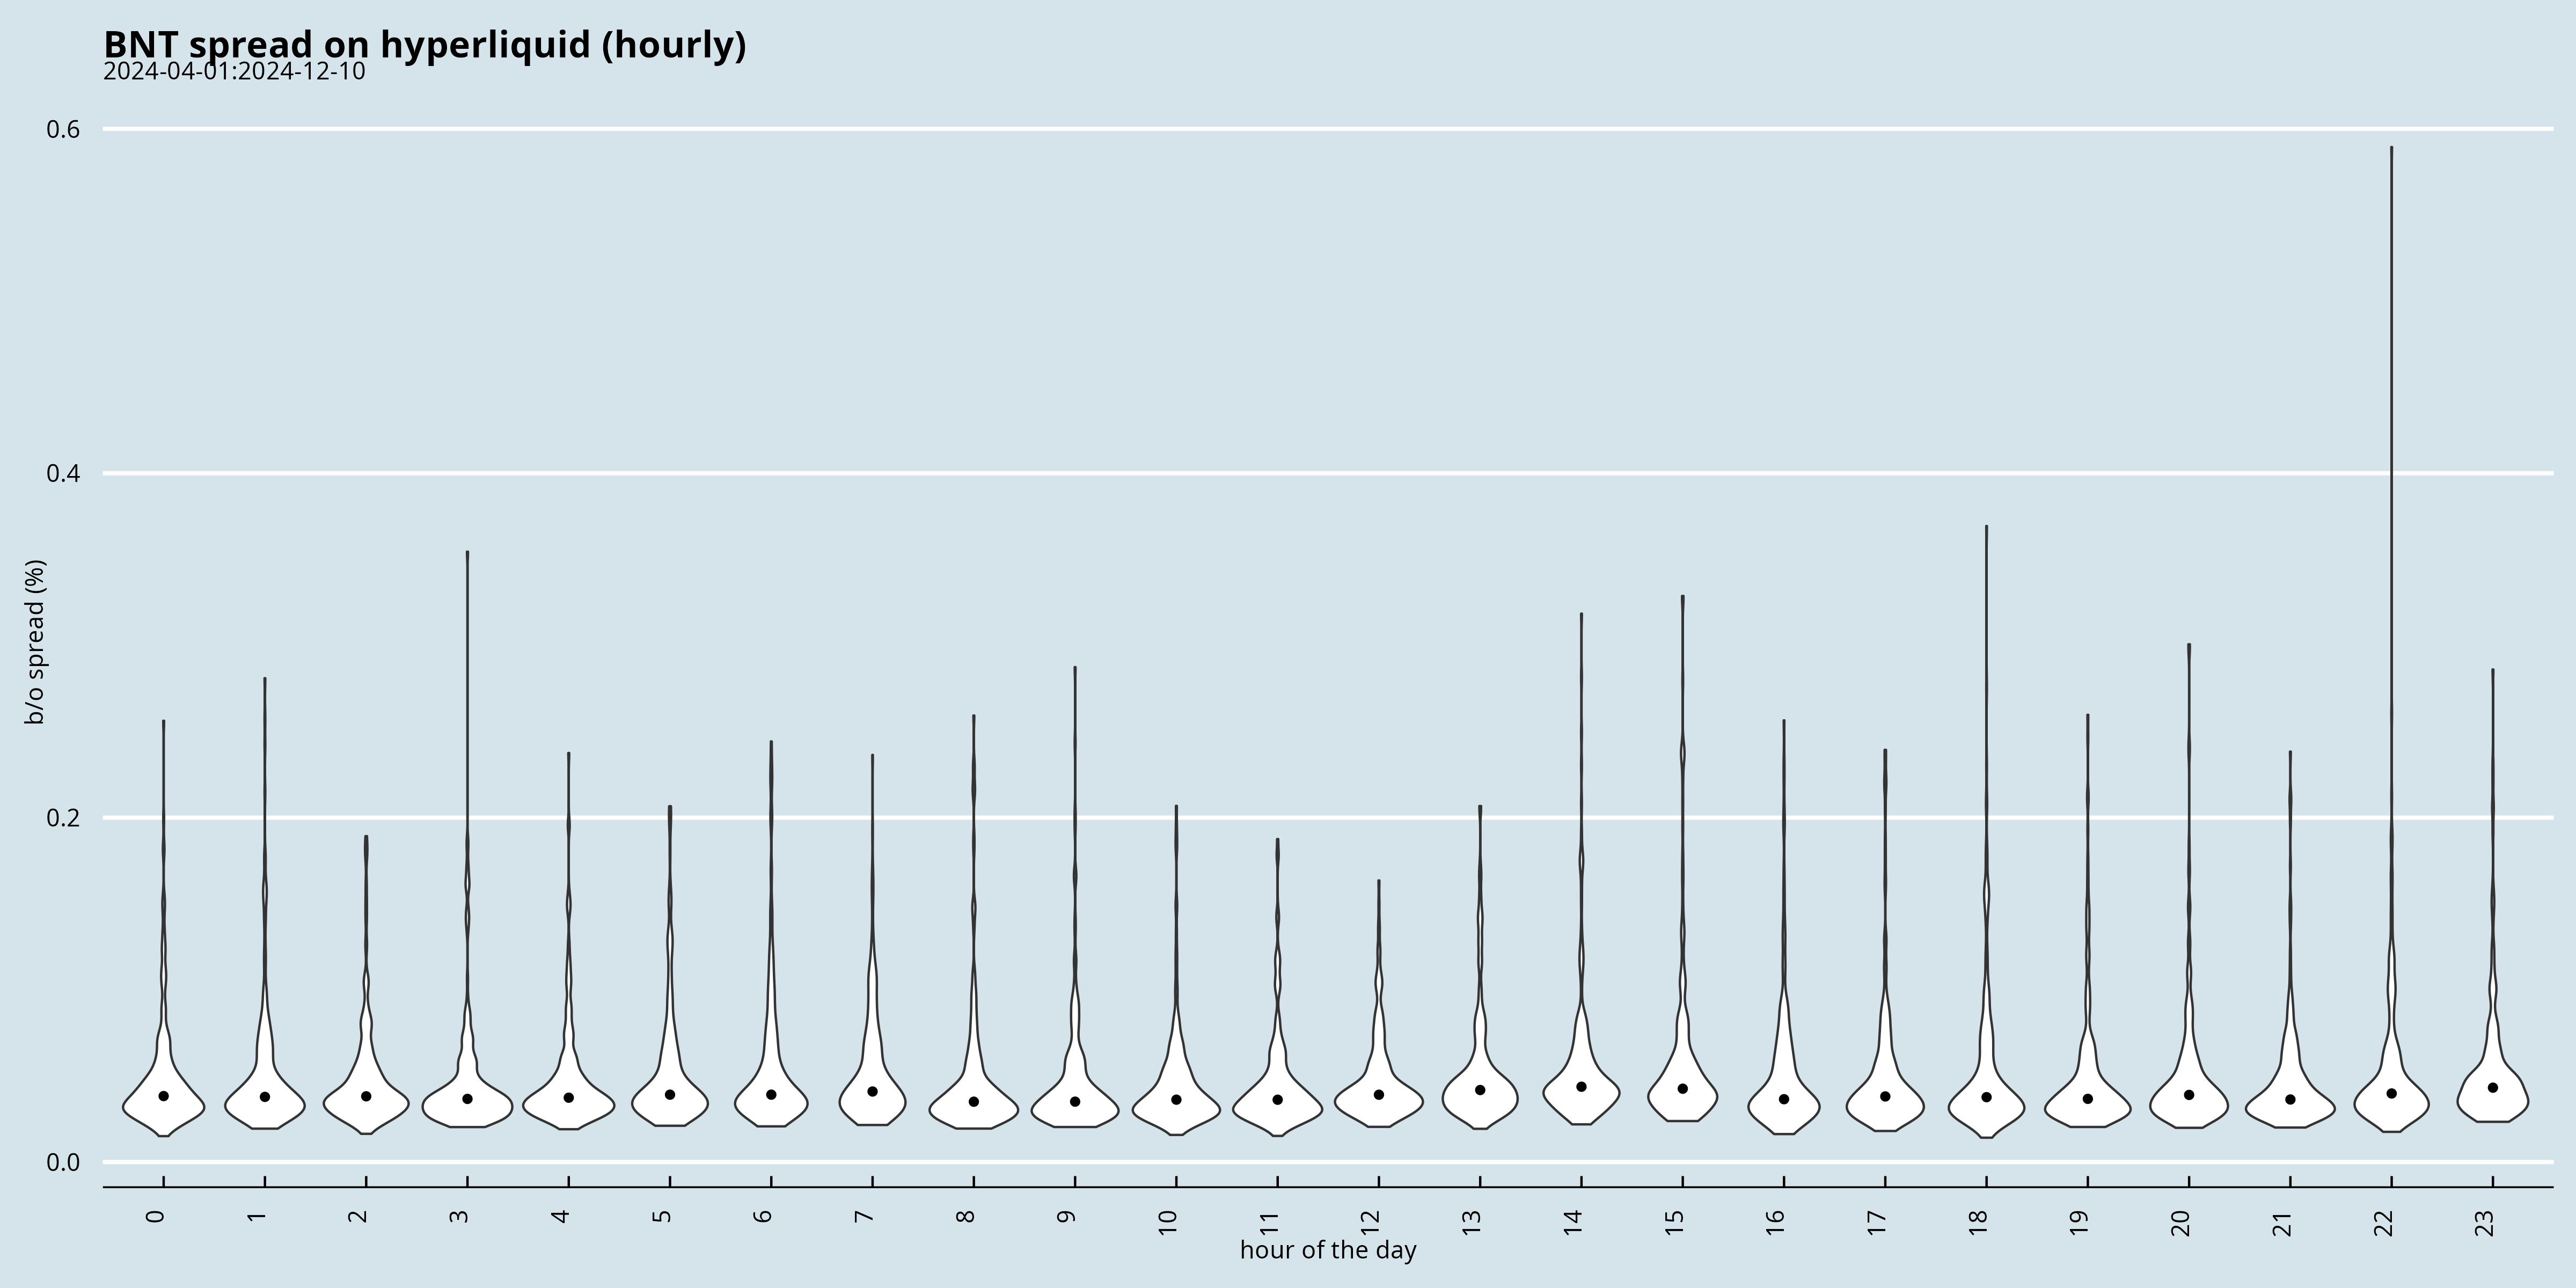 BNT spread on hyperliquid (hourly)
2024-04-01:2024-12-10
0.6
0.4
0.2
0.0
b/o spread (%)
0 1 2 3 4 5 6 7 8 9 10 11 12 13 14 15 16 17 18 19 20 21 22 23
hour of the day